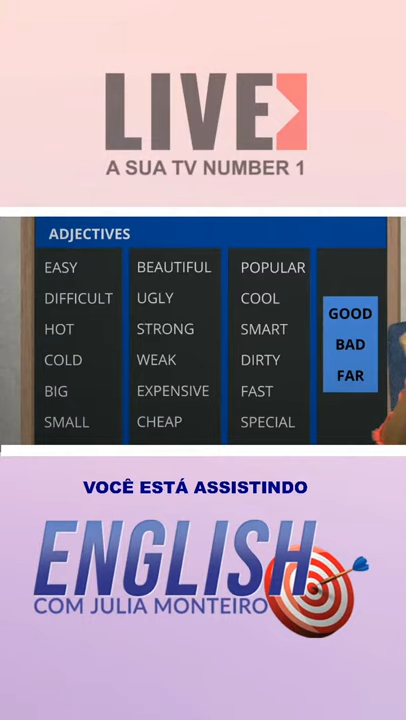 LIVE
A SUA TV NUMBER 1
ADJECTIVES
EASY
DIFFICULT
HOT
COLD
BIG
SMALL
BEAUTIFUL
UGLY
STRONG
WEAK
EXPENSIVE
CHEAP
POPULAR
COOL
SMART
DIRTY
FAST
SPECIAL
GOOD
BAD
FAR
VOCÊ ESTÁ ASSISTINDO
ENGLISH
COM JULIA MONTEIRO